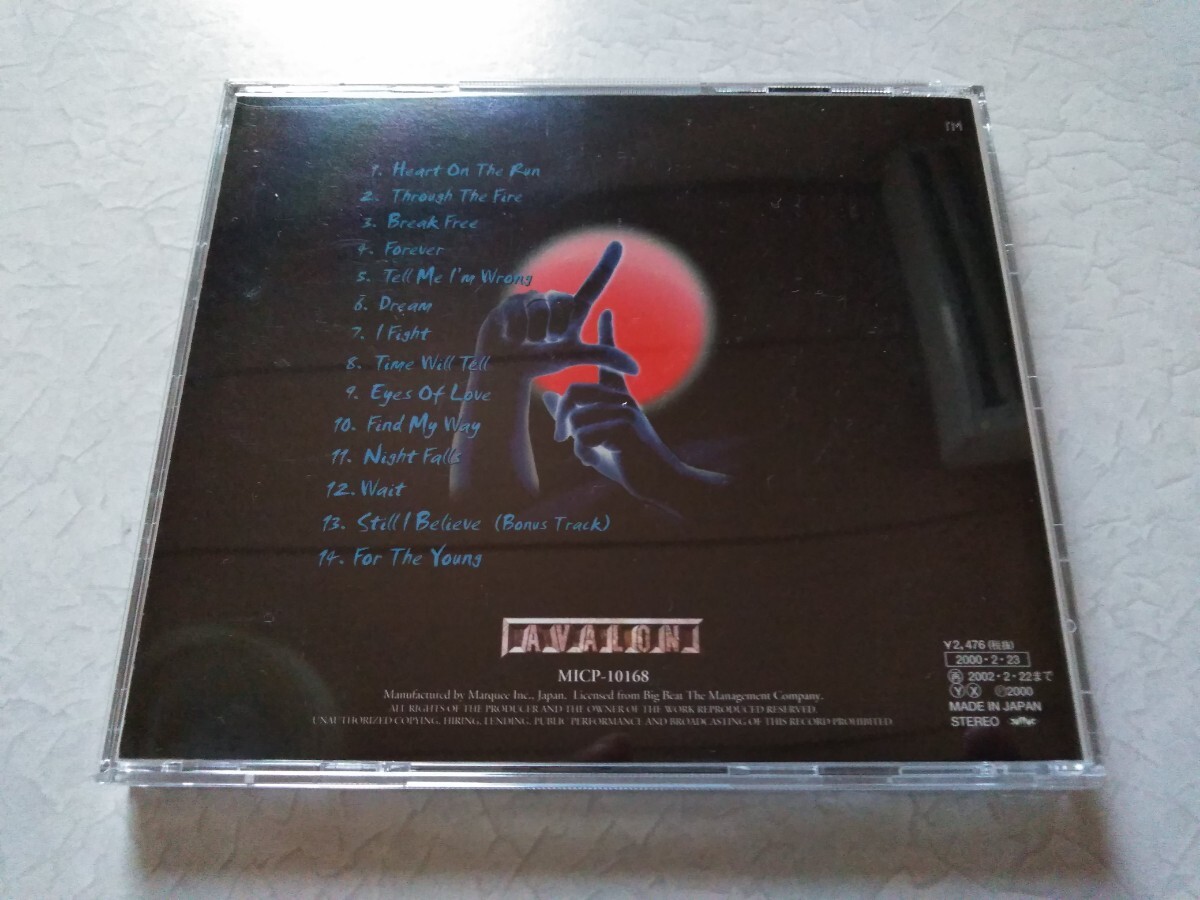 1. Heart On The Run
2. Through The Fire
3. Break Free
4. Forever
5. Tell Me I'm Wrong
6. Dream
7. I Fight
8. Time Will Tell
9. Eyes Of Love
10. Find My Way
11. Night Falls
12. Wait
13. Still I Believe (Bonus Track)
14. For The Young
AVALON
MICP-10168
Manufactured by Marquee Inc., Japan. Licensed from Big Beat The Management Company.
ALL RIGHTS OF THE PRODUCER AND THE OWNER OF THE WORK REPRODUCED RESERVED.
UNAUTHORIZED COPYING, HIRING, LENDING, PUBLIC PERFORMANCE AND BROADCASTING OF THIS RECORD PROHIBITED.
¥2,476 (税抜)
2000・2・23
再 2002・2・22まで
Ⓨ Ⓧ Ⓟ2000
MADE IN JAPAN
STEREO